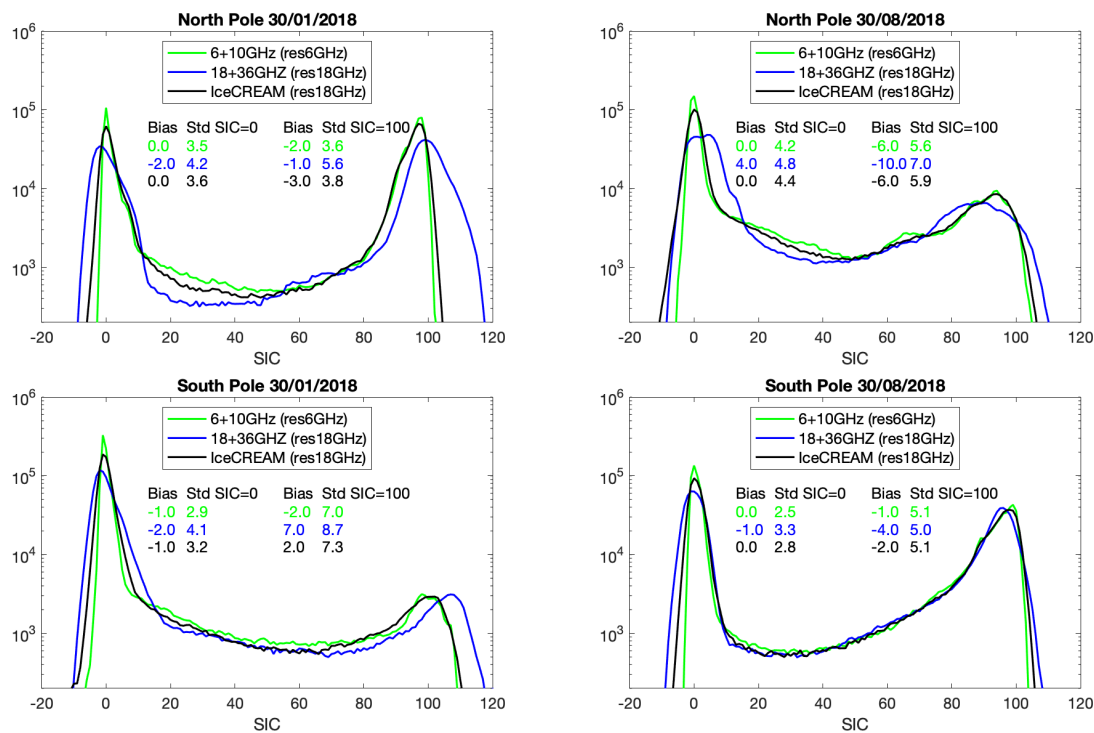 North Pole 30/01/2018
10^6
6+10GHz (res6GHz)
18+36GHZ (res18GHz)
IceCREAM (res18GHz)
10^5
Bias Std SIC=0 Bias Std SIC=100
0.0 3.5 -2.0 3.6
-2.0 4.2 -1.0 5.6
0.0 3.6 -3.0 3.8
10^4
10^3
-20 0 20 40 60 80 100 120
SIC
North Pole 30/08/2018
10^6
6+10GHz (res6GHz)
18+36GHZ (res18GHz)
IceCREAM (res18GHz)
10^5
Bias Std SIC=0 Bias Std SIC=100
0.0 4.2 -6.0 5.6
4.0 4.8 -10.0 7.0
0.0 4.4 -6.0 5.9
10^4
10^3
-20 0 20 40 60 80 100 120
SIC
South Pole 30/01/2018
10^6
6+10GHz (res6GHz)
18+36GHZ (res18GHz)
IceCREAM (res18GHz)
10^5
Bias Std SIC=0 Bias Std SIC=100
-1.0 2.9 -2.0 7.0
-2.0 4.1 7.0 8.7
-1.0 3.2 2.0 7.3
10^4
10^3
-20 0 20 40 60 80 100 120
SIC
South Pole 30/08/2018
10^6
6+10GHz (res6GHz)
18+36GHZ (res18GHz)
IceCREAM (res18GHz)
10^5
Bias Std SIC=0 Bias Std SIC=100
0.0 2.5 -1.0 5.1
-1.0 3.3 -4.0 5.0
0.0 2.8 -2.0 5.1
10^4
10^3
-20 0 20 40 60 80 100 120
SIC